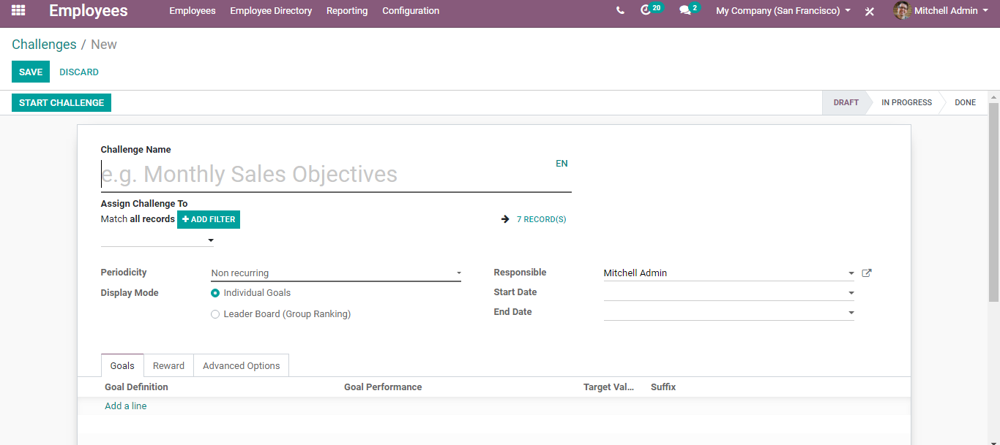 Employees Employees Employee Directory Reporting Configuration 20 2 My Company (San Francisco) Mitchell Admin
Challenges / New
SAVE DISCARD
START CHALLENGE DRAFT IN PROGRESS DONE
Challenge Name
e.g. Monthly Sales Objectives EN
Assign Challenge To
Match all records ADD FILTER 7 RECORD(S)
Periodicity Non recurring Responsible Mitchell Admin
Display Mode Individual Goals Start Date
Leader Board (Group Ranking) End Date
Goals Reward Advanced Options
Goal Definition Goal Performance Target Val... Suffix
Add a line